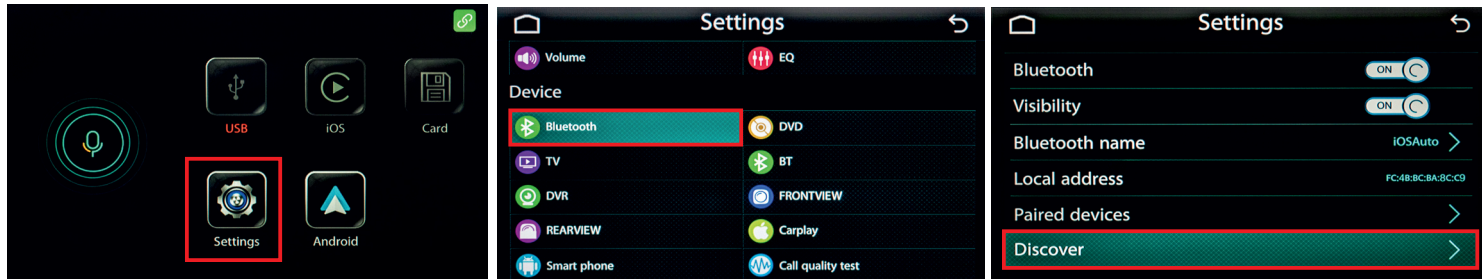 USB
iOS
Card
Settings
Android
Settings
Volume
EQ
Device
Bluetooth
DVD
TV
BT
DVR
FRONTVIEW
REARVIEW
Carplay
Smart phone
Call quality test
Settings
Bluetooth ON
Visibility ON
Bluetooth name iOSAuto
Local address FC:4B:BC:BA:8C:C9
Paired devices
Discover